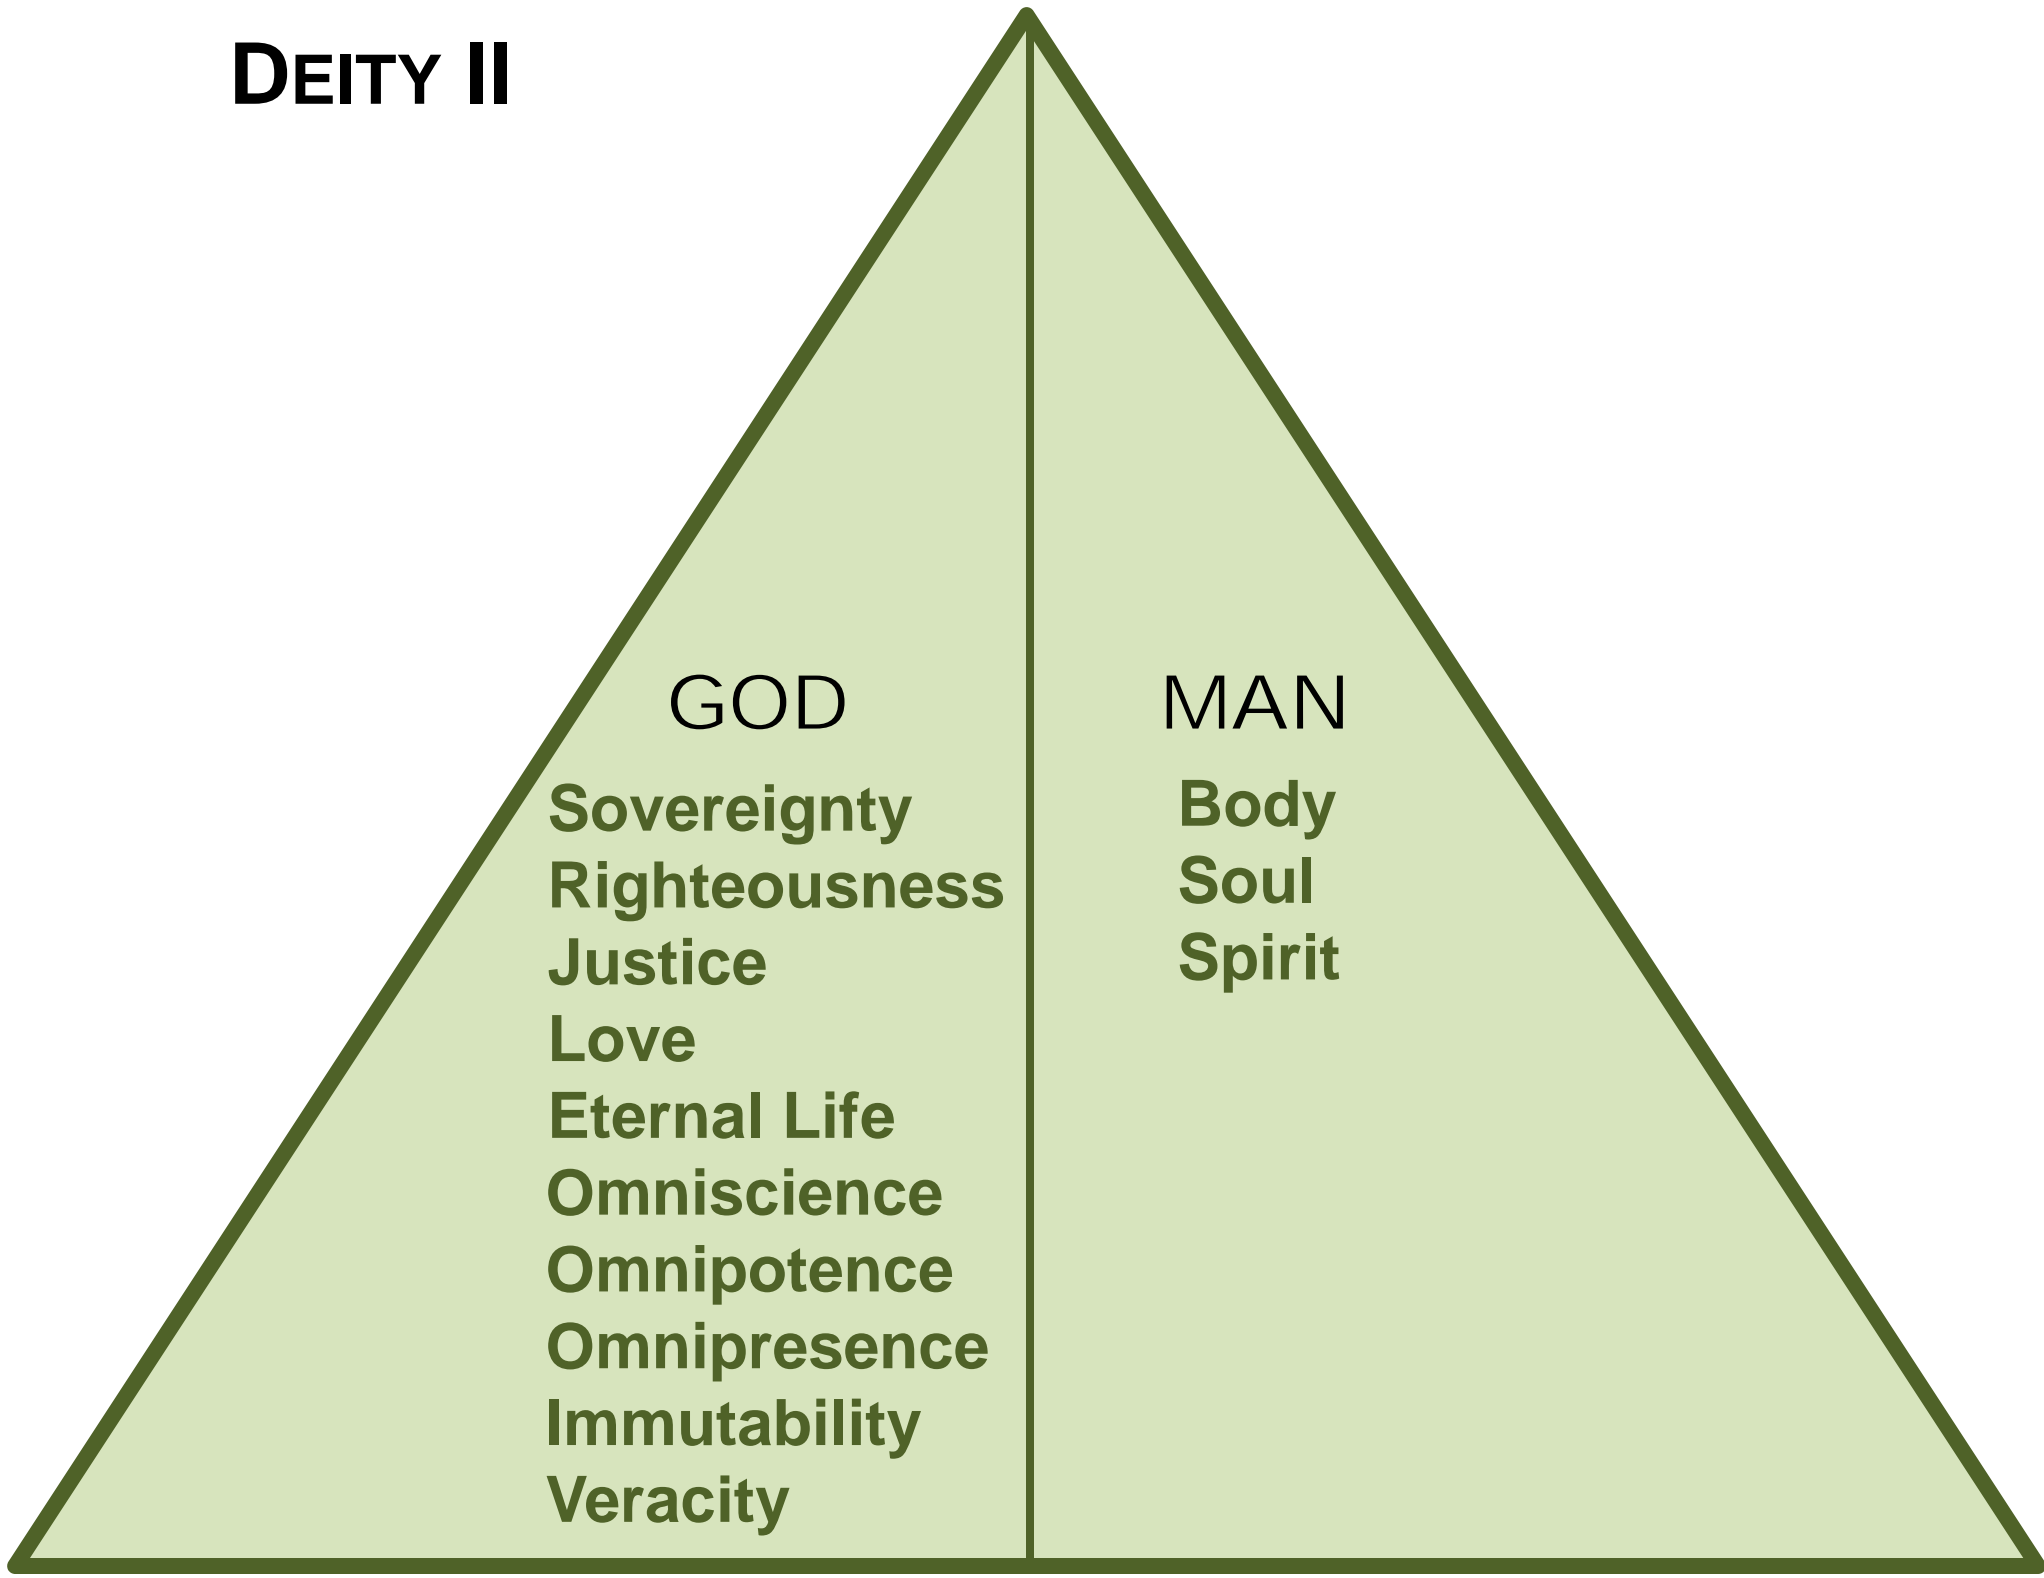 DEITY II
GOD
Sovereignty
Righteousness
Justice
Love
Eternal Life
Omniscience
Omnipotence
Omnipresence
Immutability
Veracity
MAN
Body
Soul
Spirit